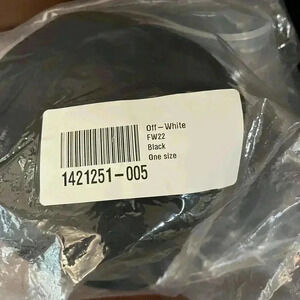 Off-White
FW22
Black
One size
1421251-005